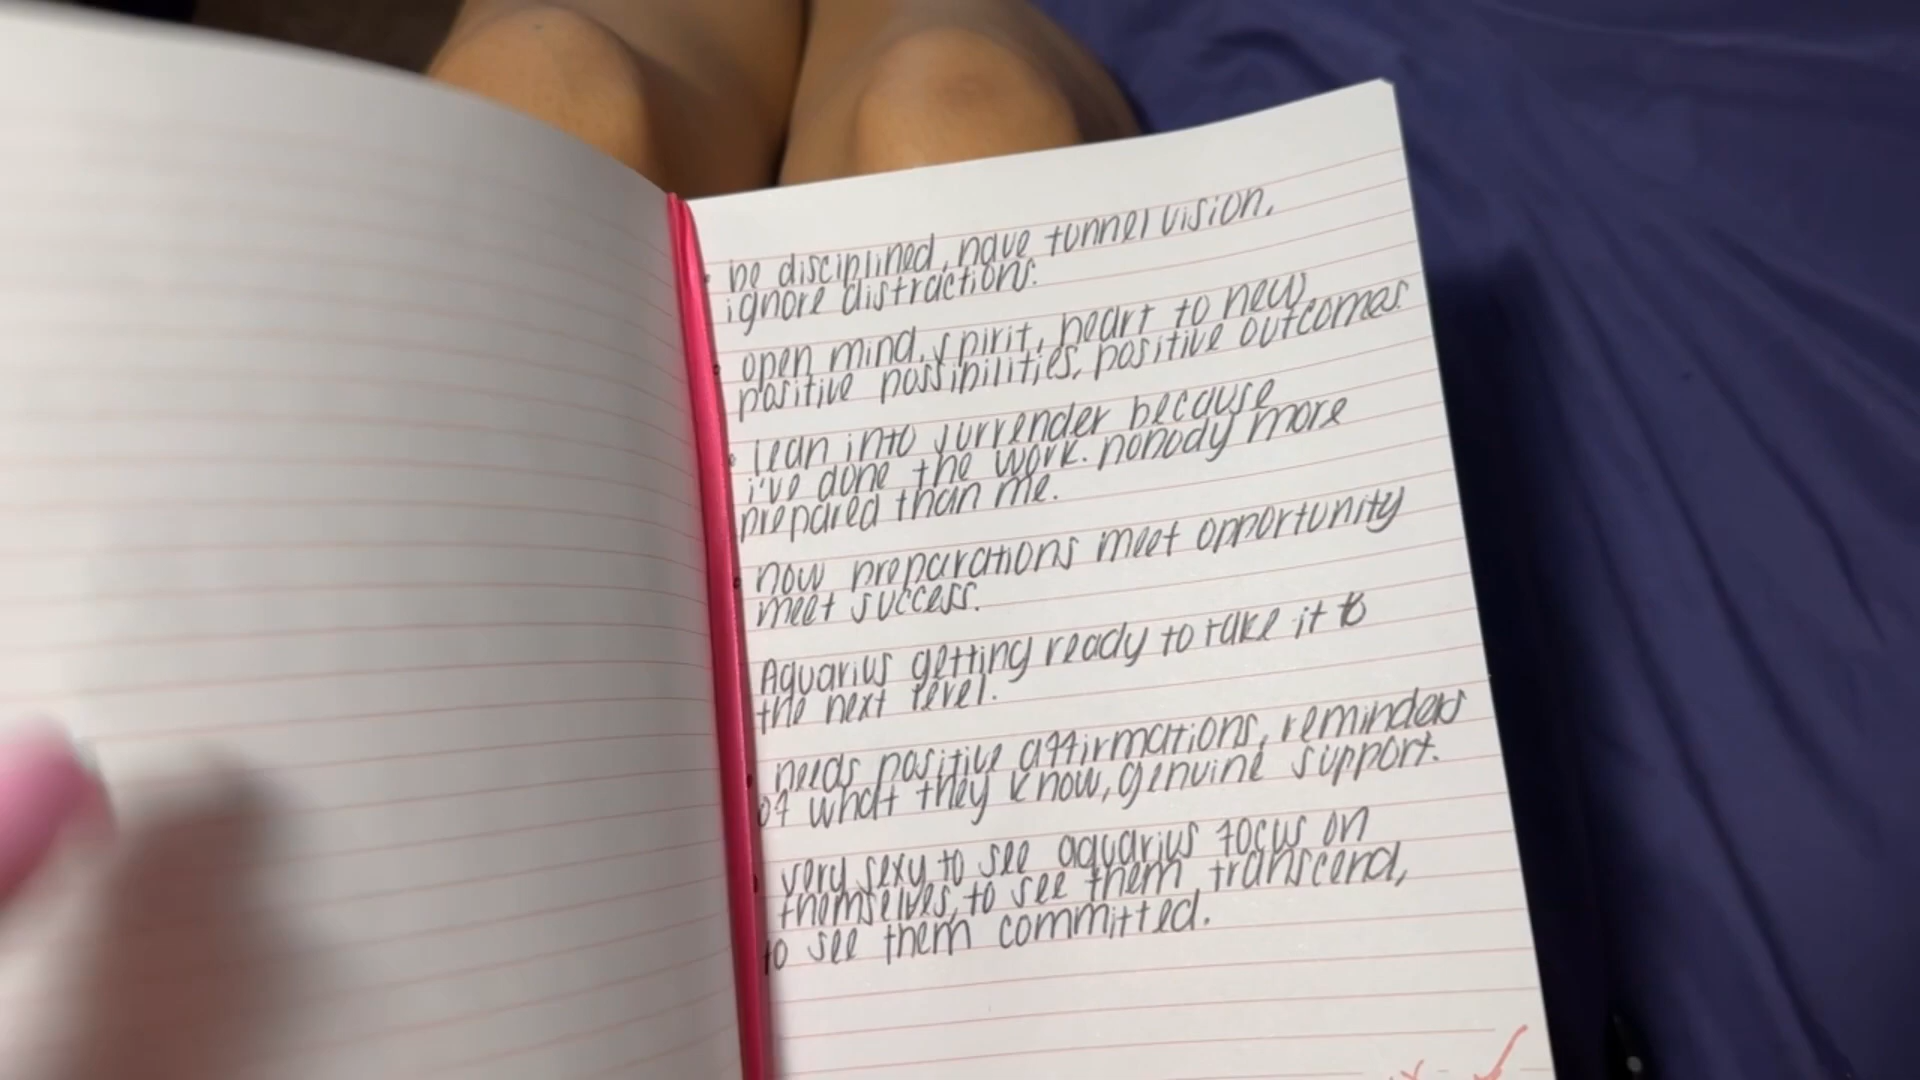 • be disciplined, have tunnel vision,
ignore distractions.
• open mind, spirit, heart to new
positive possibilities, positive outcomes.
• lean into surrender because
i've done the work. nobody more
prepared than me.
• now preparations meet opportunity
meet success.
Aquarius getting ready to take it to
the next level.
• needs positive affirmations, reminders
of what they know, genuine support.
• very sexy to see aquarius focus on
themselves, to see them transcend,
to see them committed.